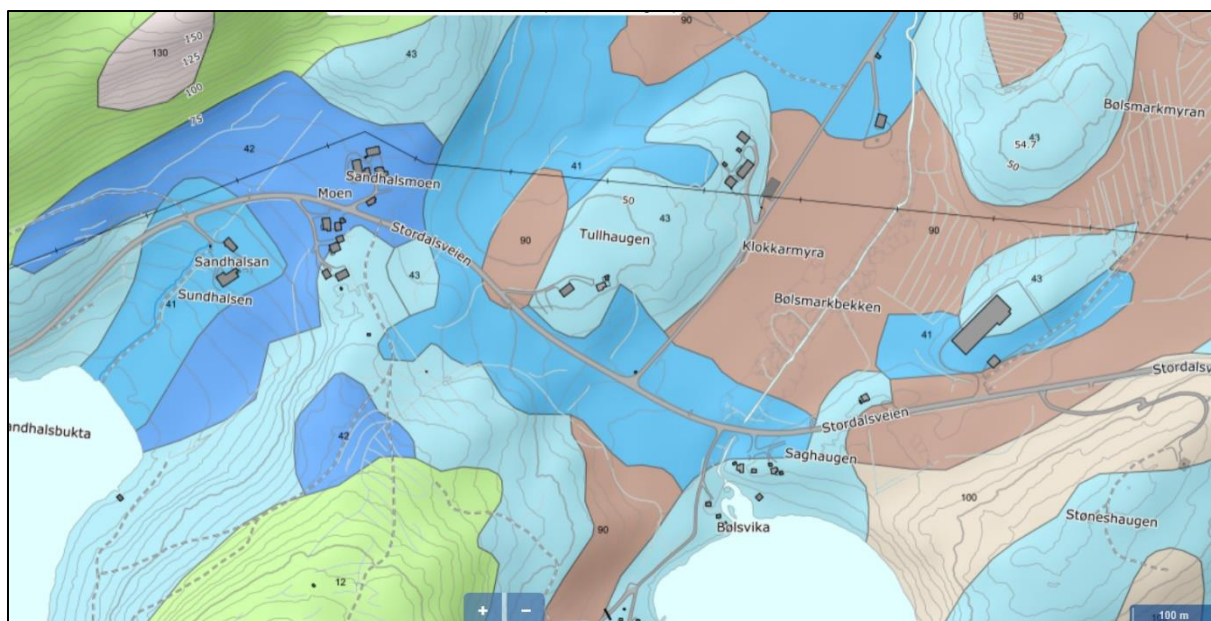 90
90
130
150
125
43
100
75
42
41
43
54.7
50
Bølsmarkmyran
Sandhalsmoen
Moen
50
43
Stordalsveien
90
Tullhaugen
90
Klokkarmyra
Sandhalsan
43
43
Sundhalsen
41
Bølsmarkbekken
41
Stordalsv
andhalsbukta
42
Stordalsveien
Saghaugen
100
Støneshaugen
90
Bølsvika
12
+ −
100 m